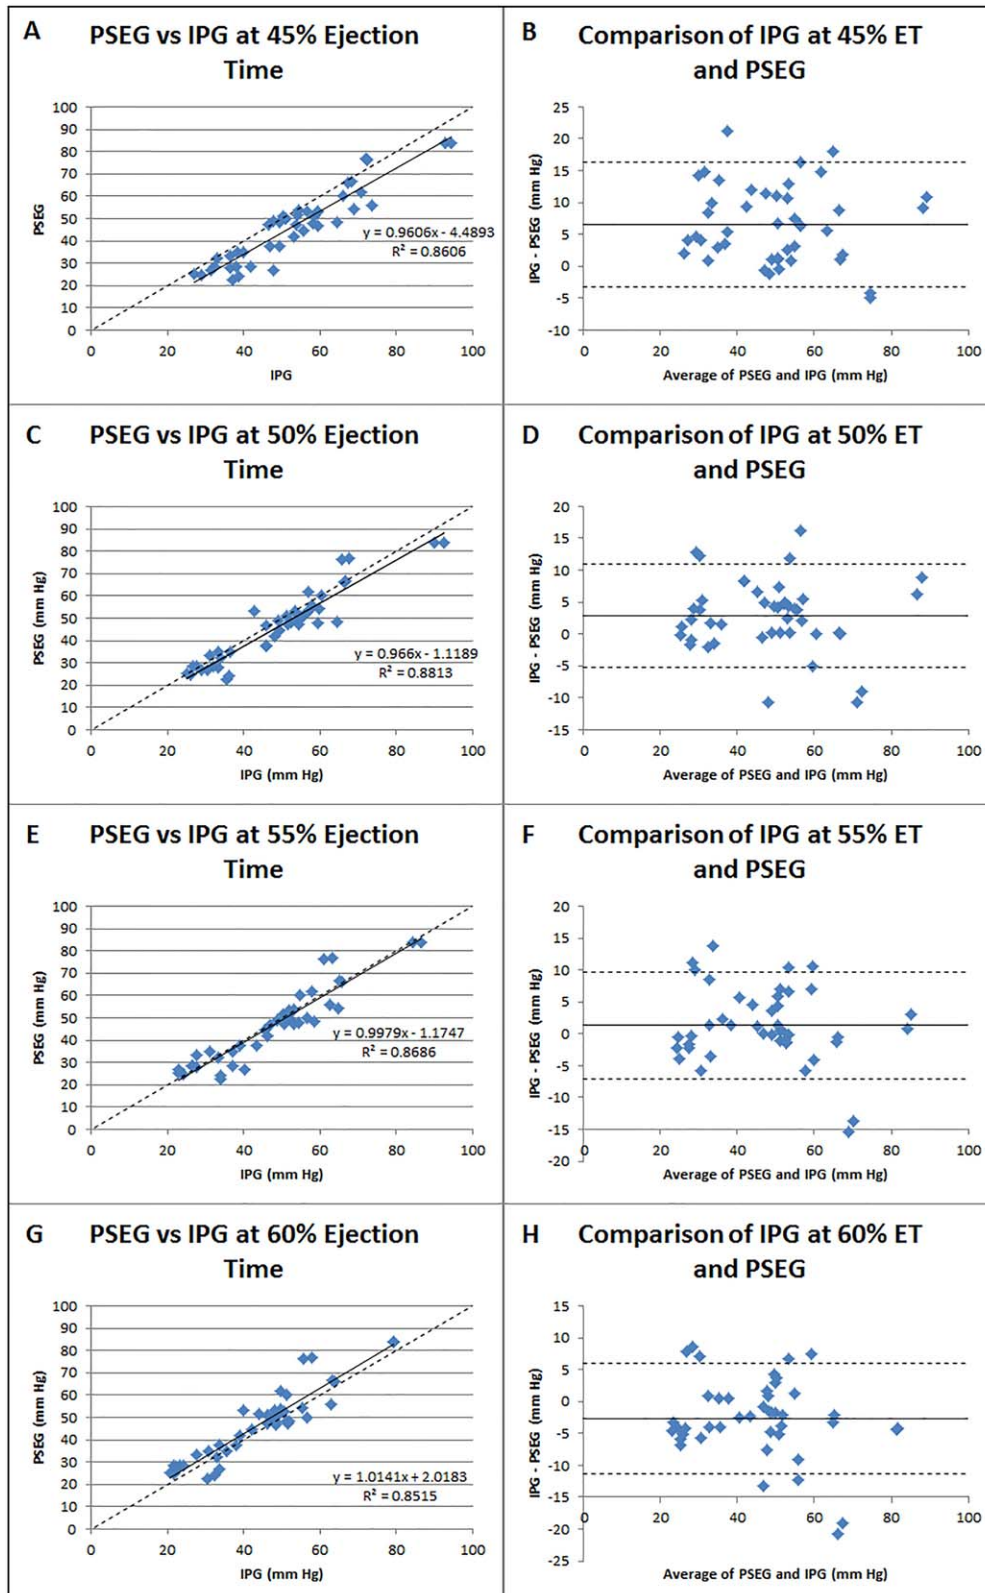 A
PSEG vs IPG at 45% Ejection
Time
100
90
80
70
60
50
40
30
20
10
0
PSEG
y = 0.9606x - 4.4893
R² = 0.8606
0 20 40 60 80 100
IPG
B
Comparison of IPG at 45% ET
and PSEG
25
20
15
10
5
0
-5
-10
IPG - PSEG (mm Hg)
0 20 40 60 80 100
Average of PSEG and IPG (mm Hg)
C
PSEG vs IPG at 50% Ejection
Time
100
90
80
70
60
50
40
30
20
10
0
PSEG (mm Hg)
y = 0.966x - 1.1189
R² = 0.8813
0 20 40 60 80 100
IPG (mm Hg)
D
Comparison of IPG at 50% ET
and PSEG
20
15
10
5
0
-5
-10
-15
IPG - PSEG (mm Hg)
0 20 40 60 80 100
Average of PSEG and IPG (mm Hg)
E
PSEG vs IPG at 55% Ejection
Time
100
90
80
70
60
50
40
30
20
10
0
PSEG (mm Hg)
y = 0.9979x - 1.1747
R² = 0.8686
0 20 40 60 80 100
IPG (mm Hg)
F
Comparison of IPG at 55% ET
and PSEG
20
15
10
5
0
-5
-10
-15
-20
IPG - PSEG (mm Hg)
0 20 40 60 80 100
Average of PSEG and IPG (mm Hg)
G
PSEG vs IPG at 60% Ejection
Time
100
90
80
70
60
50
40
30
20
10
0
PSEG (mm Hg)
y = 1.0141x + 2.0183
R² = 0.8515
0 20 40 60 80 100
IPG (mm Hg)
H
Comparison of IPG at 60% ET
and PSEG
15
10
5
0
-5
-10
-15
-20
-25
IPG - PSEG (mm Hg)
0 20 40 60 80 100
Average of PSEG and IPG (mm Hg)